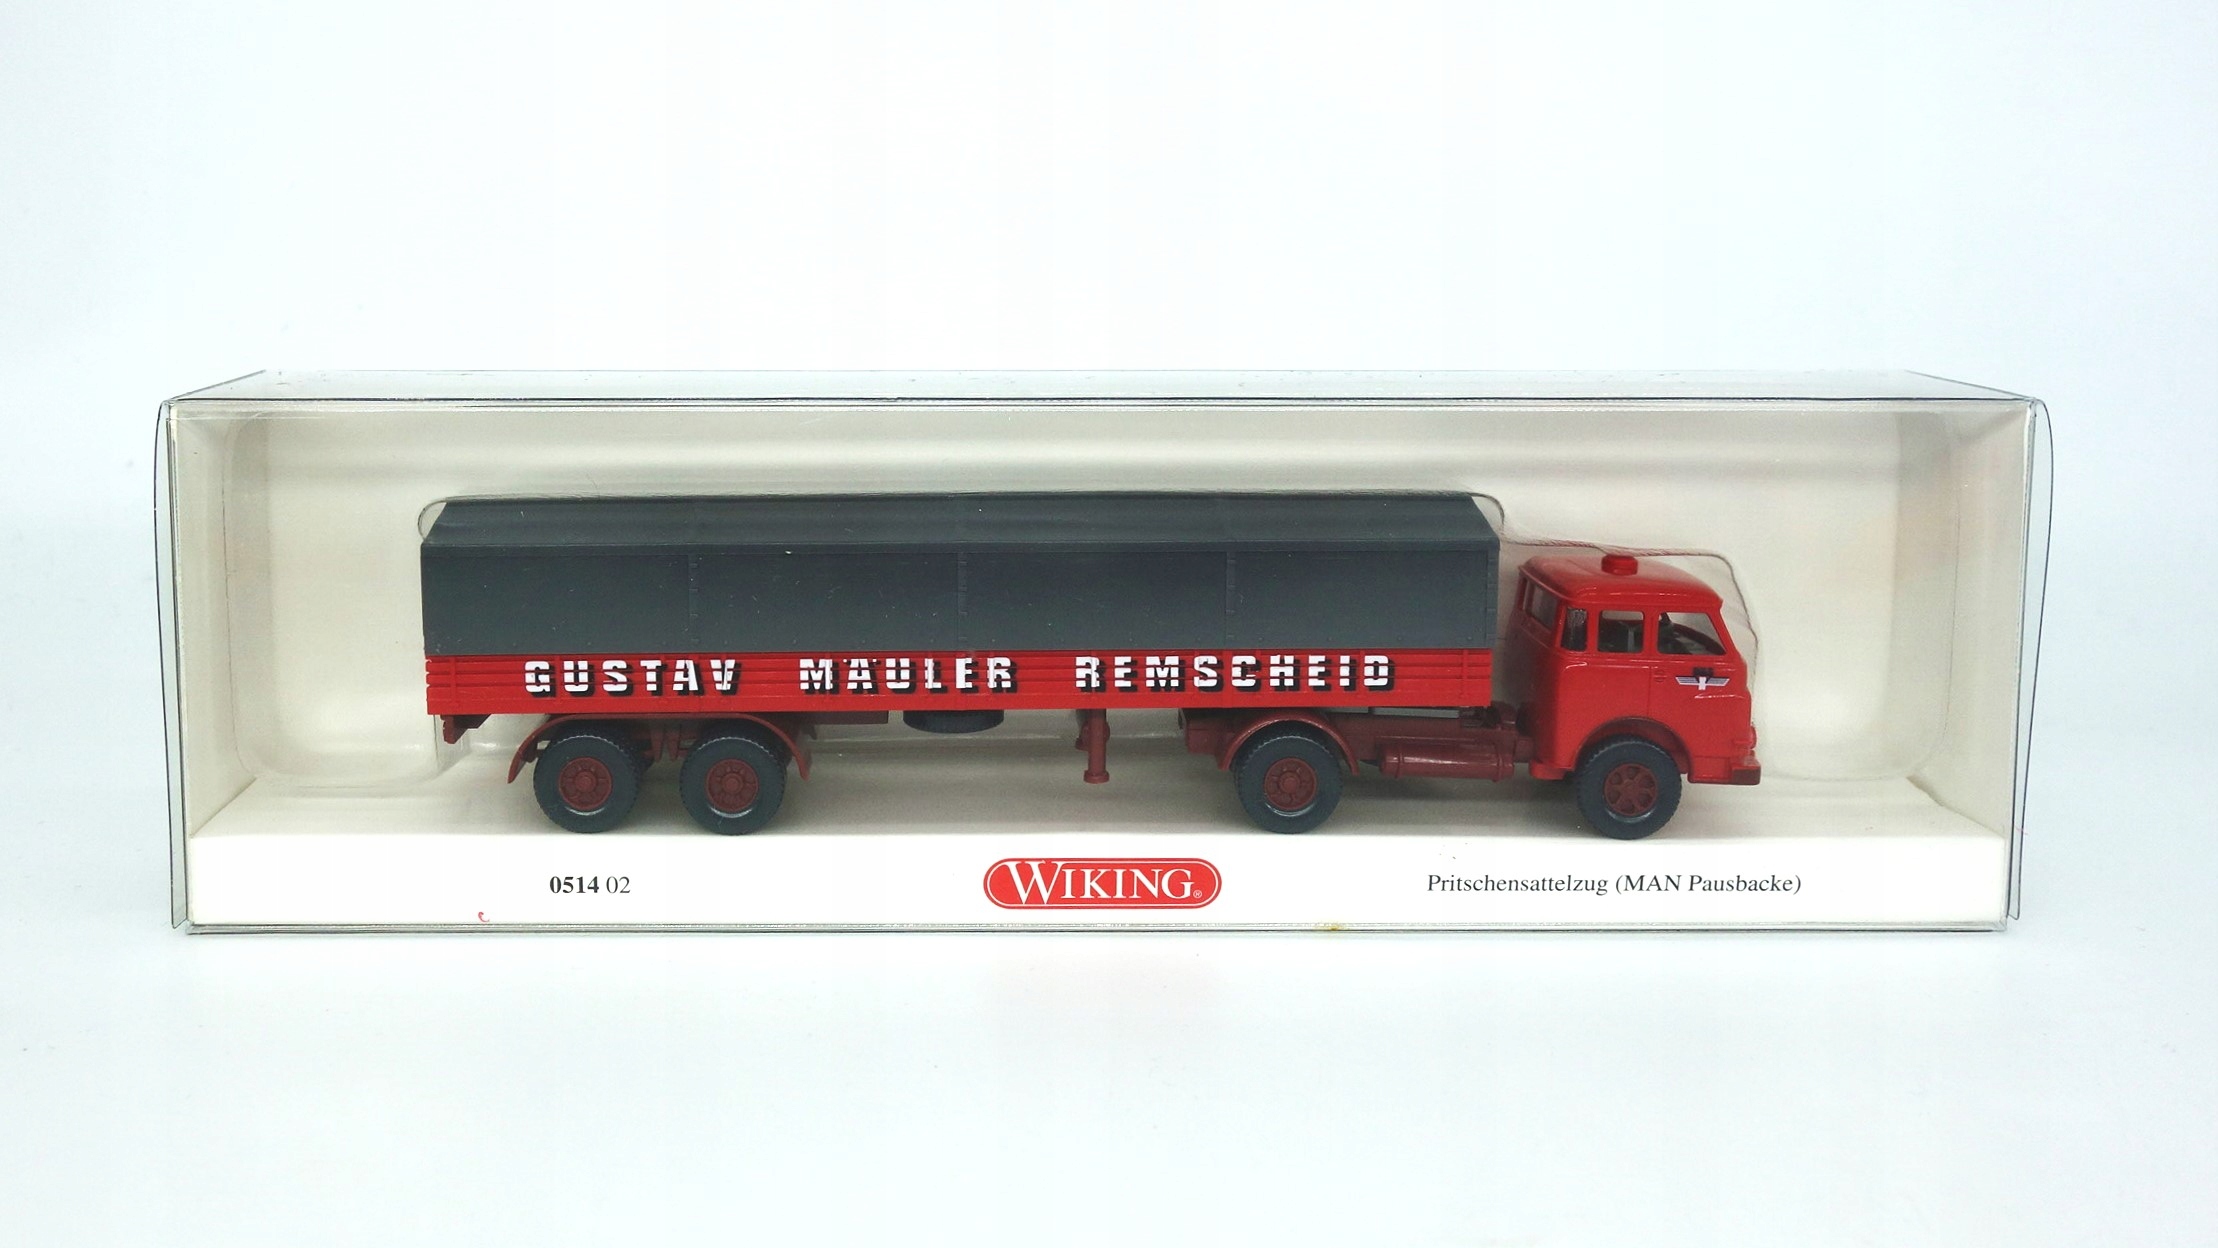 GUSTAV MÄULER REMSCHEID
0514 02
WIKING®
Pritschensattelzug (MAN Pausbacke)